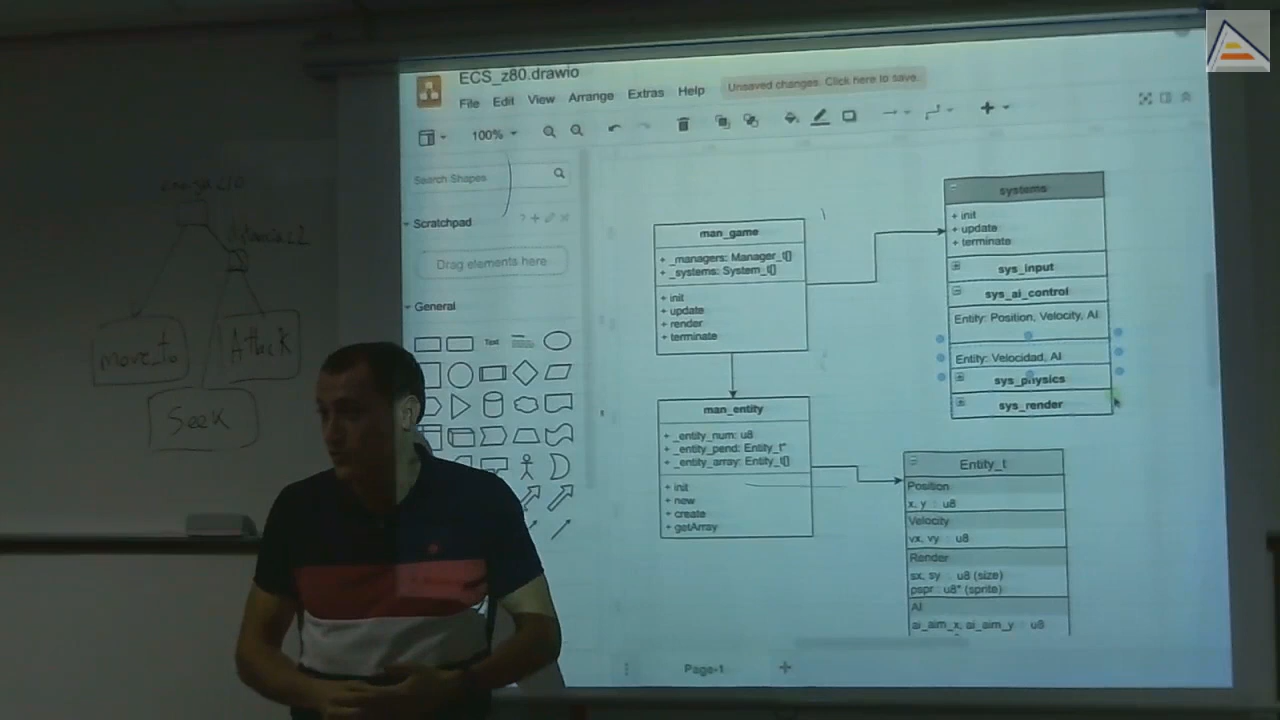 move_to
Attack
Seek
ECS_z80.drawio
File Edit View Arrange Extras Help
Unsaved changes. Click here to save.
100%
Search Shapes
Scratchpad
Drag elements here
General
Text
man_game
+ _managers: Manager_t[]
+ _systems: System_t[]
+ init
+ update
+ render
+ terminate
man_entity
+ _entity_num: u8
+ _entity_pend: Entity_t*
+ _entity_array: Entity_t[]
+ init
+ new
+ create
+ getArray
systems
+ init
+ update
+ terminate
sys_input
sys_ai_control
Entity: Position, Velocity, AI
Entity: Velocidad, AI
sys_physics
sys_render
Entity_t
Position
x, y : u8
Velocity
vx, vy : u8
Render
sx, sy : u8 (size)
pspr : u8* (sprite)
AI
ai_aim_x, ai_aim_y : u8
Page-1